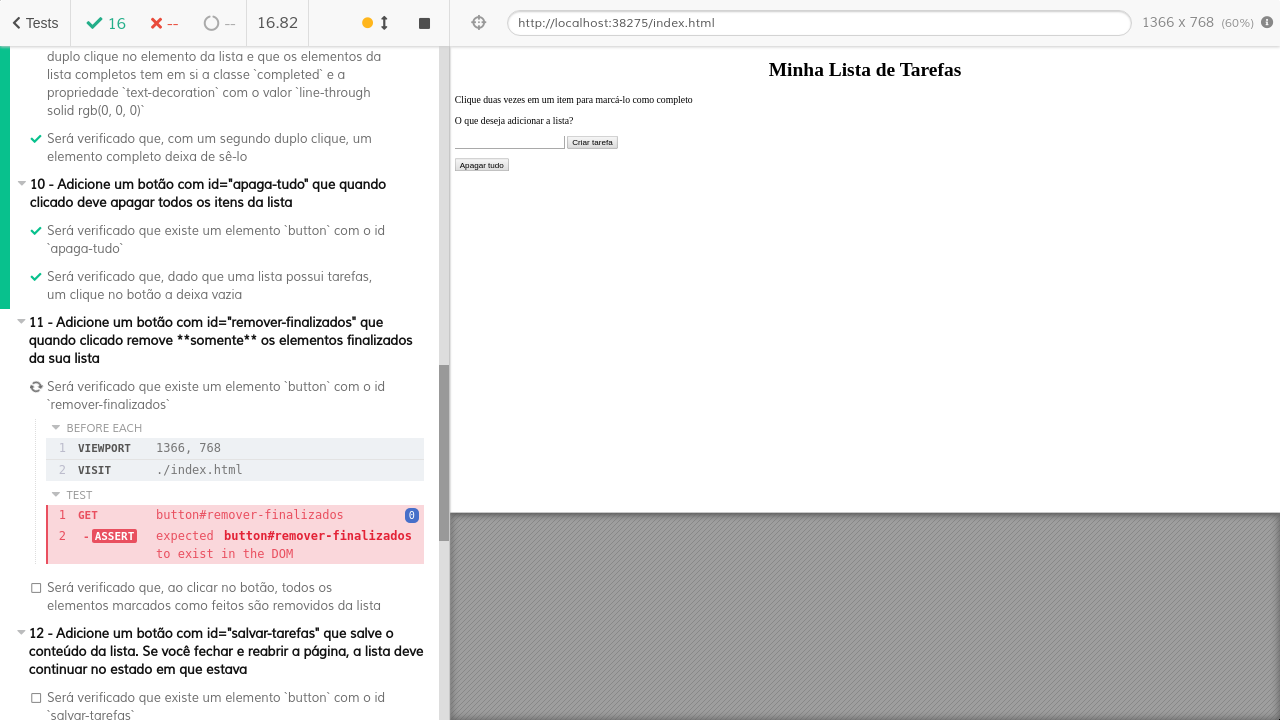 Tests
16
--
--
16.82
http://localhost:38275/index.html
1366 x 768 (60%)
duplo clique no elemento da lista e que os elementos da
lista completos tem em si a classe `completed` e a
propriedade `text-decoration` com o valor `line-through
solid rgb(0, 0, 0)`
Será verificado que, com um segundo duplo clique, um
elemento completo deixa de sê-lo
10 - Adicione um botão com id="apaga-tudo" que quando
clicado deve apagar todos os itens da lista
Será verificado que existe um elemento `button` com o id
`apaga-tudo`
Será verificado que, dado que uma lista possui tarefas,
um clique no botão a deixa vazia
11 - Adicione um botão com id="remover-finalizados" que
quando clicado remove **somente** os elementos finalizados
da sua lista
Será verificado que existe um elemento `button` com o id
`remover-finalizados`
BEFORE EACH
1 VIEWPORT 1366, 768
2 VISIT ./index.html
TEST
1 GET button#remover-finalizados 0
2 -ASSERT expected button#remover-finalizados
to exist in the DOM
Será verificado que, ao clicar no botão, todos os
elementos marcados como feitos são removidos da lista
12 - Adicione um botão com id="salvar-tarefas" que salve o
conteúdo da lista. Se você fechar e reabrir a página, a lista deve
continuar no estado em que estava
Será verificado que existe um elemento `button` com o id
`salvar-tarefas`
Minha Lista de Tarefas
Clique duas vezes em um item para marcá-lo como completo
O que deseja adicionar a lista?
Criar tarefa
Apagar tudo